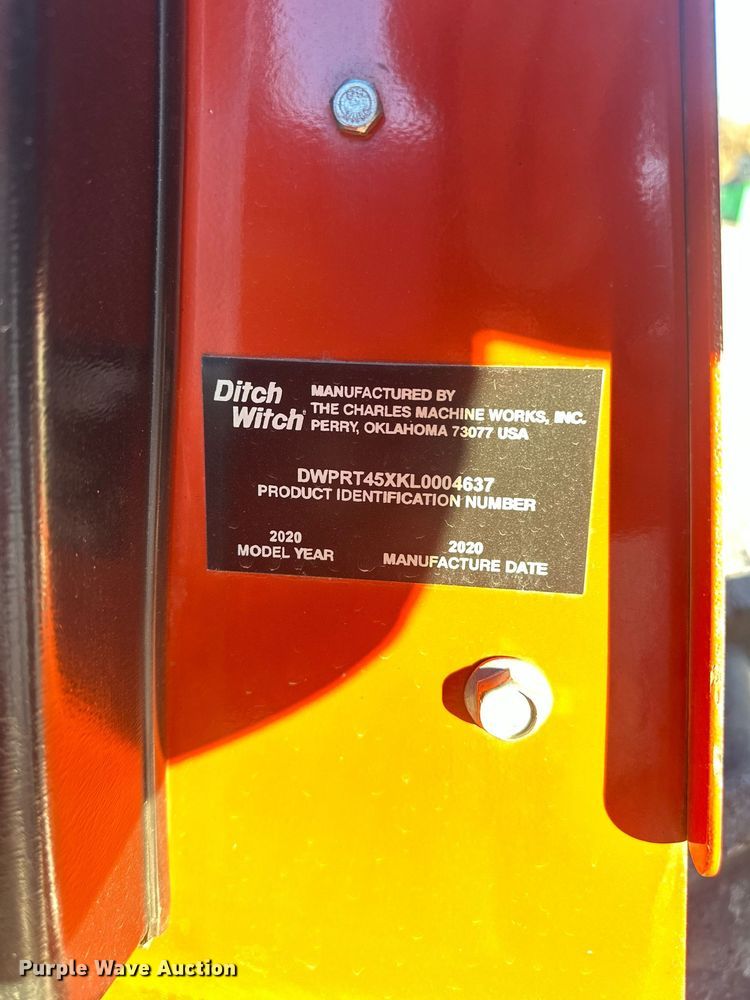 Ditch
Witch®
MANUFACTURED BY
THE CHARLES MACHINE WORKS, INC.
PERRY, OKLAHOMA 73077 USA
DWPRT45XKL0004637
PRODUCT IDENTIFICATION NUMBER
2020
MODEL YEAR
2020
MANUFACTURE DATE
Purple Wave Auction